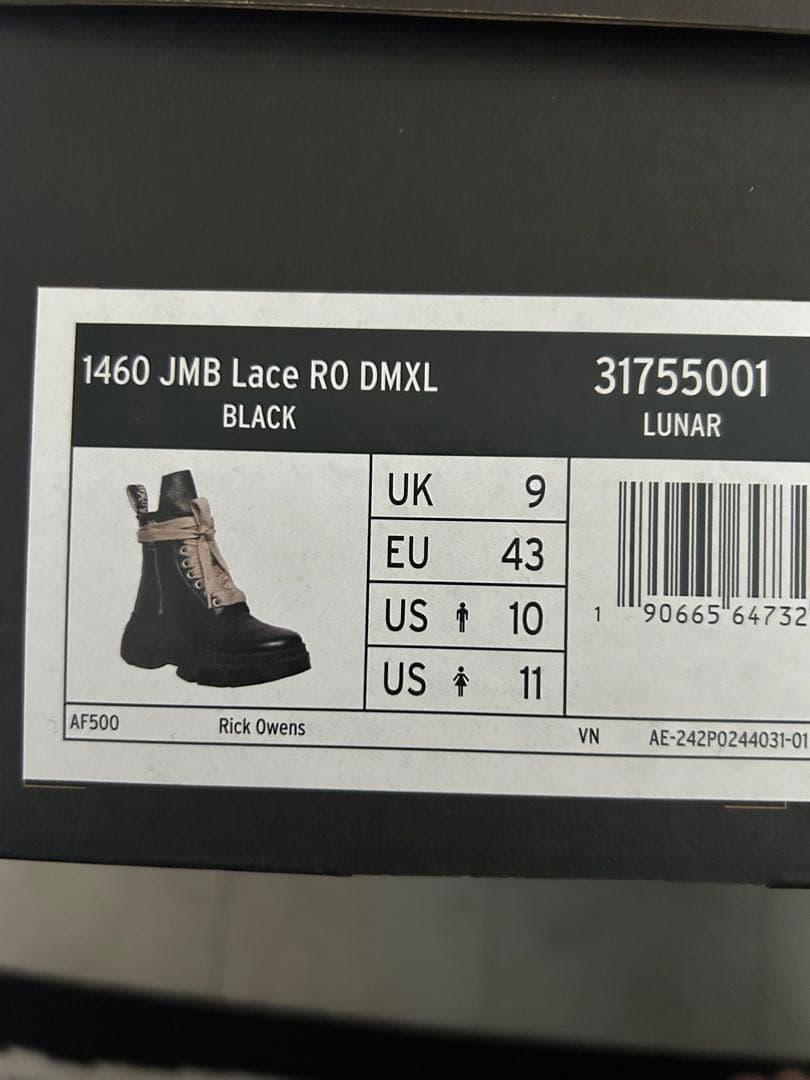 1460 JMB Lace RO DMXL
BLACK
31755001
LUNAR
UK 9
EU 43
US 10
US 11
1 90665 64732
AF500
Rick Owens
VN
AE-242P0244031-01